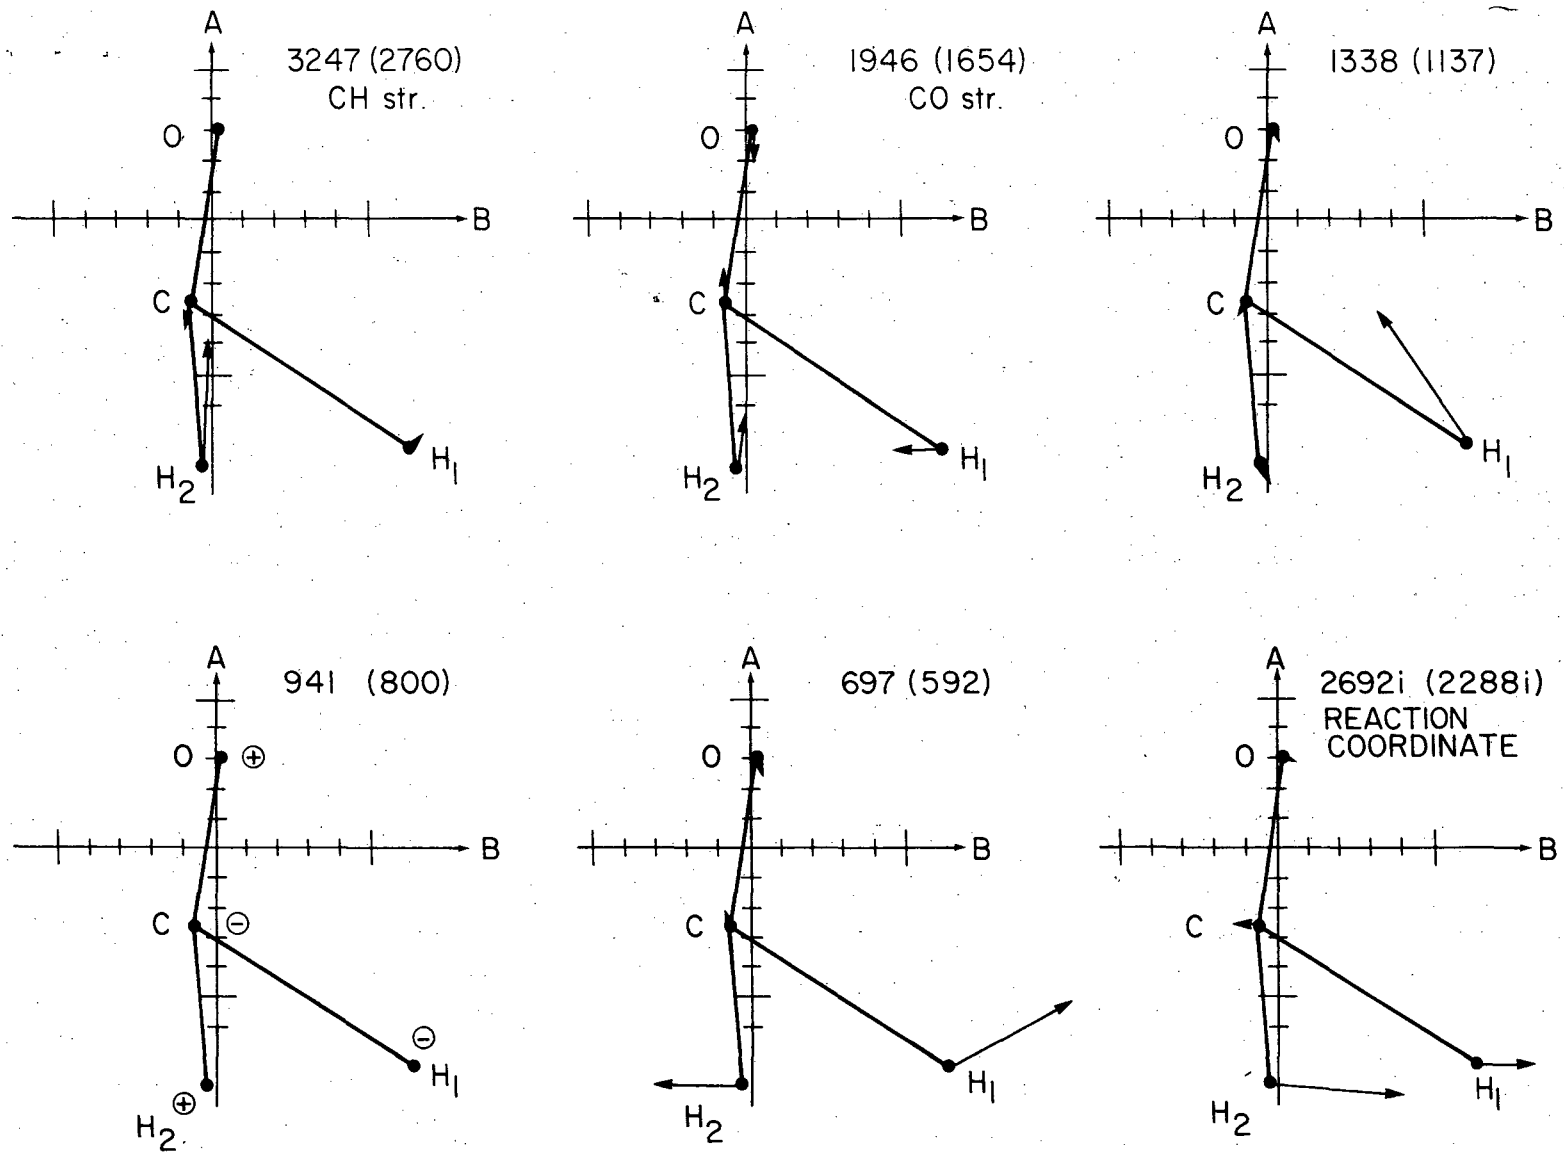 A
3247 (2760)
CH str.
O
B
C
H1
H2
A
1946 (1654)
CO str.
O
B
C
H1
H2
A
1338 (1137)
O
B
C
H1
H2
A
941 (800)
O ⊕
B
C ⊖
⊖
H1
⊕
H2
A
697 (592)
O
B
C
H1
H2
A
2692i (2288i)
REACTION
COORDINATE
O
B
C
H1
H2